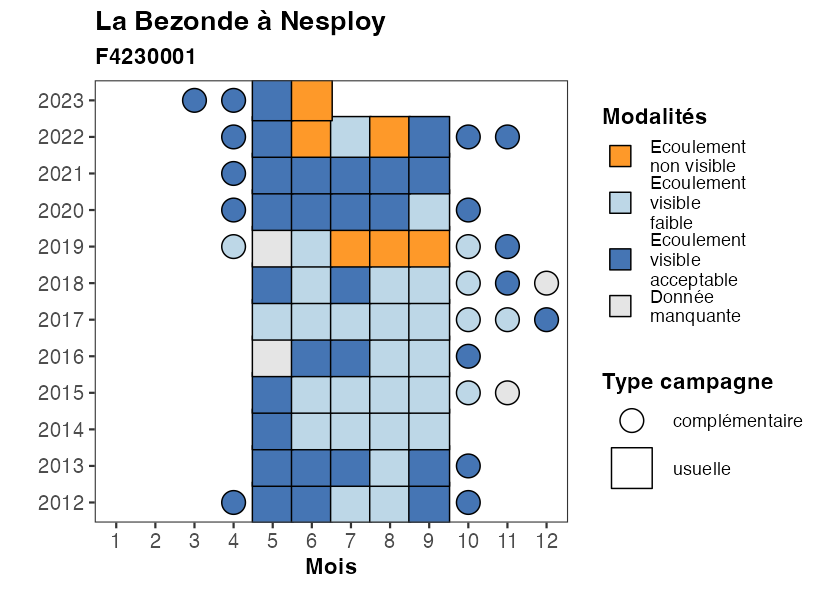 La Bezonde à Nesploy
F4230001
2023
2022
2021
2020
2019
2018
2017
2016
2015
2014
2013
2012
1 2 3 4 5 6 7 8 9 10 11 12
Mois
Modalités
Ecoulement
non visible
Ecoulement
visible
faible
Ecoulement
visible
acceptable
Donnée
manquante
Type campagne
complémentaire
usuelle